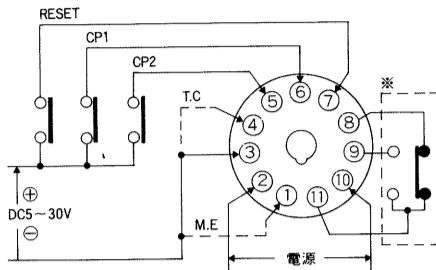 RESET
CP1
CP2
T.C
⑥
⑤ ⑦
④ ⑧
③ ⑨
② ⑩
① ⑪
※
⊕
DC5~30V
⊖
M.E
電源